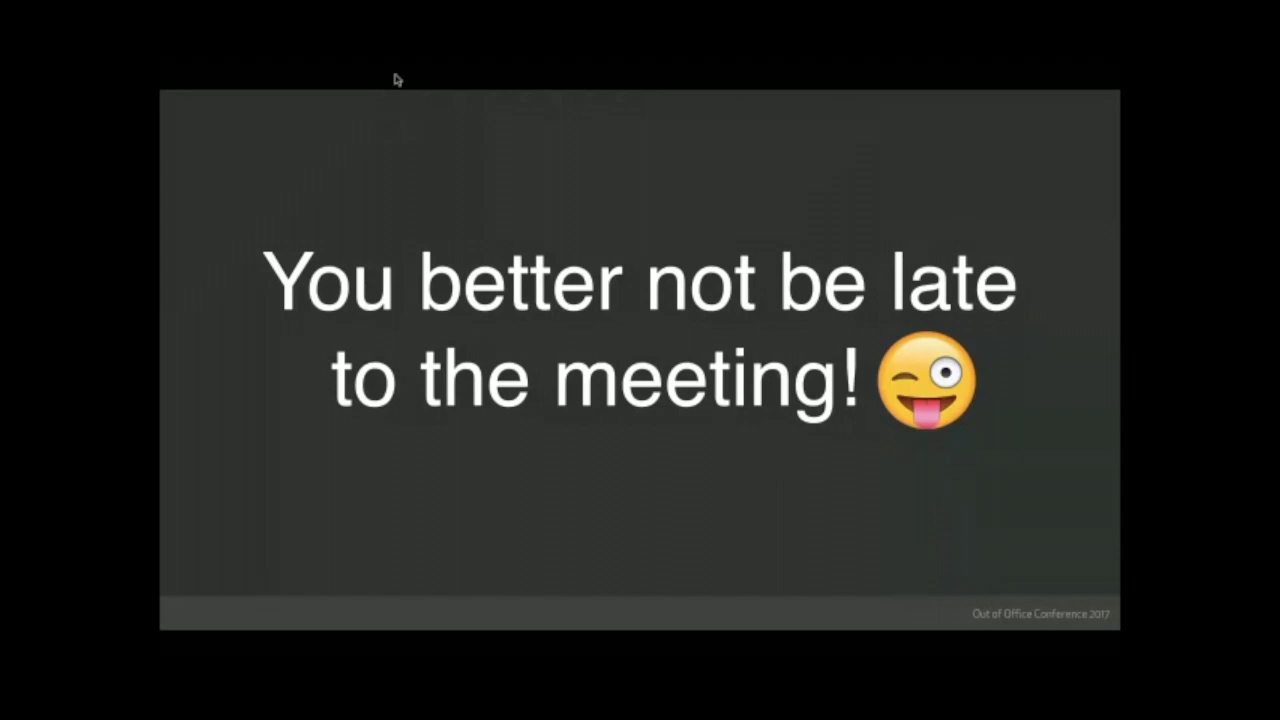 You better not be late
to the meeting! 😜
Out of Office Conference 2017